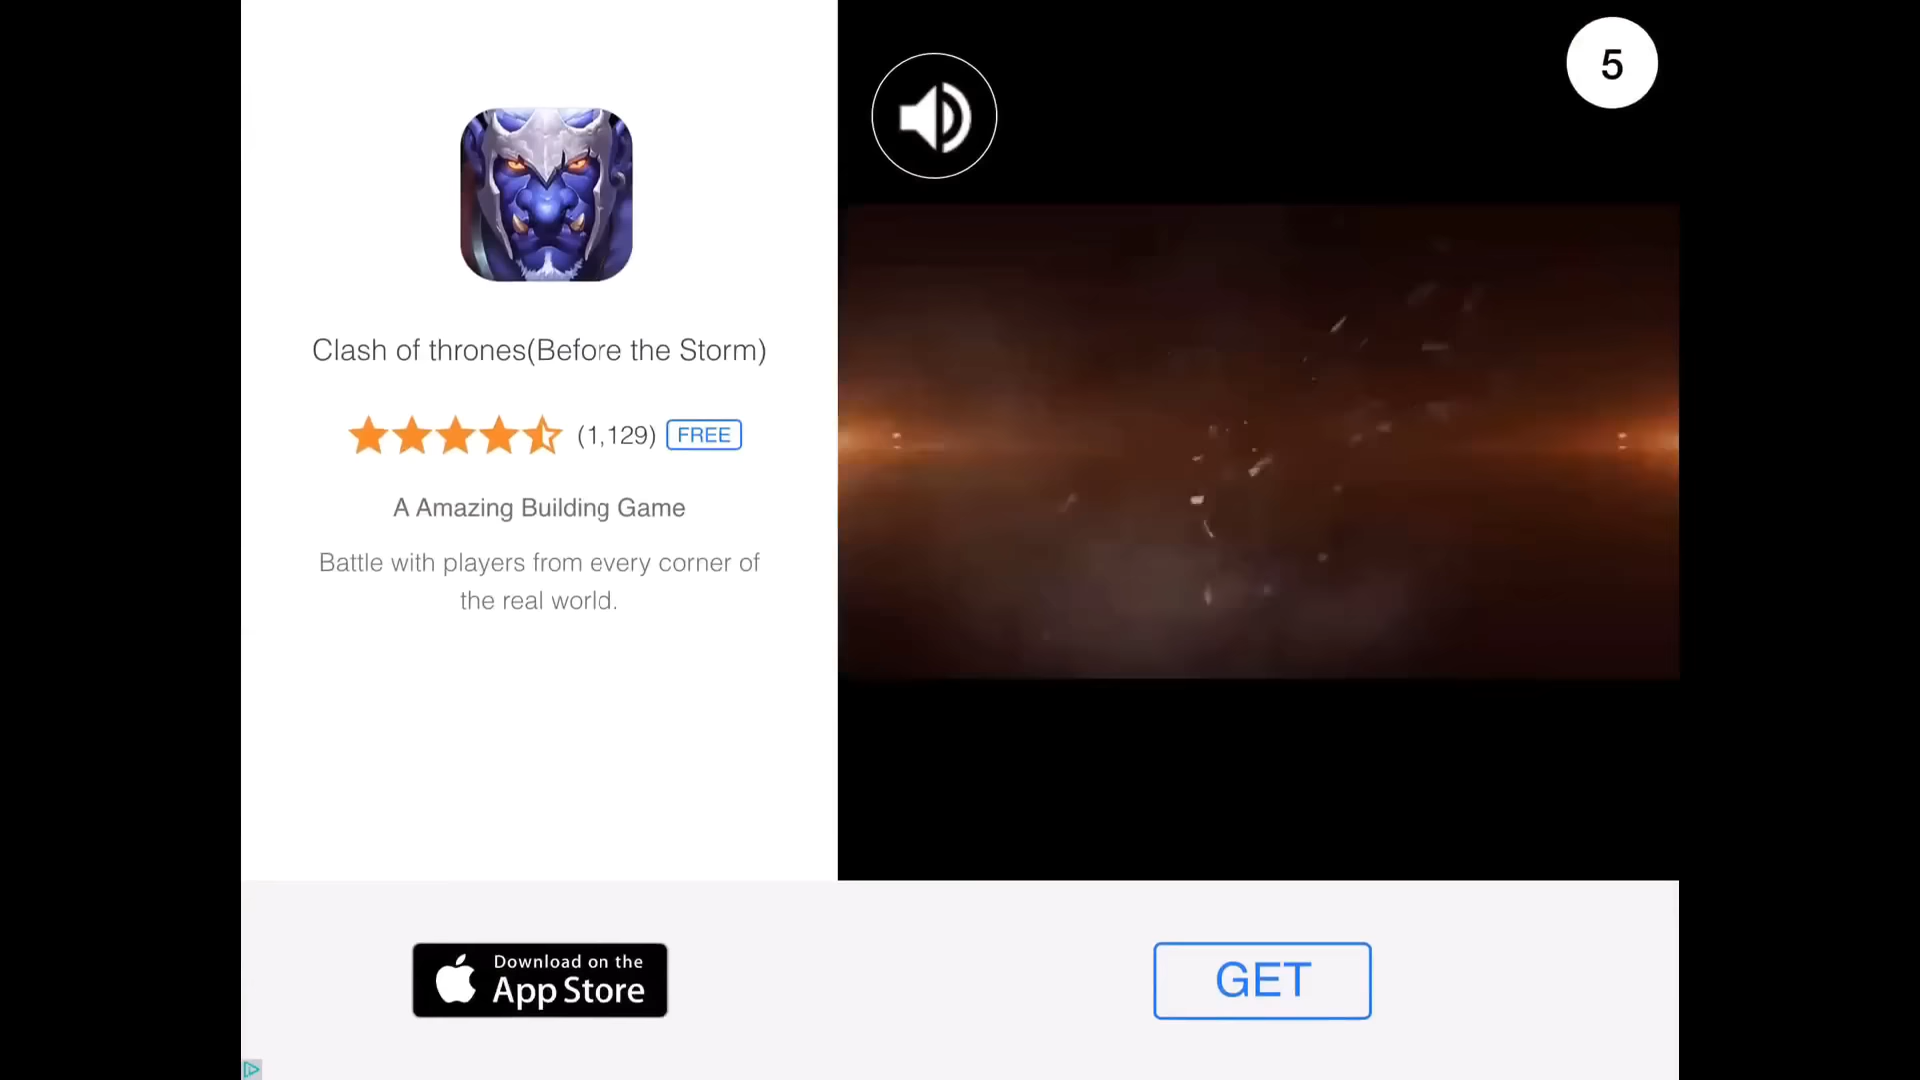 5
Clash of thrones(Before the Storm)
(1,129) FREE
A Amazing Building Game
Battle with players from every corner of
the real world.
Download on the
App Store
GET